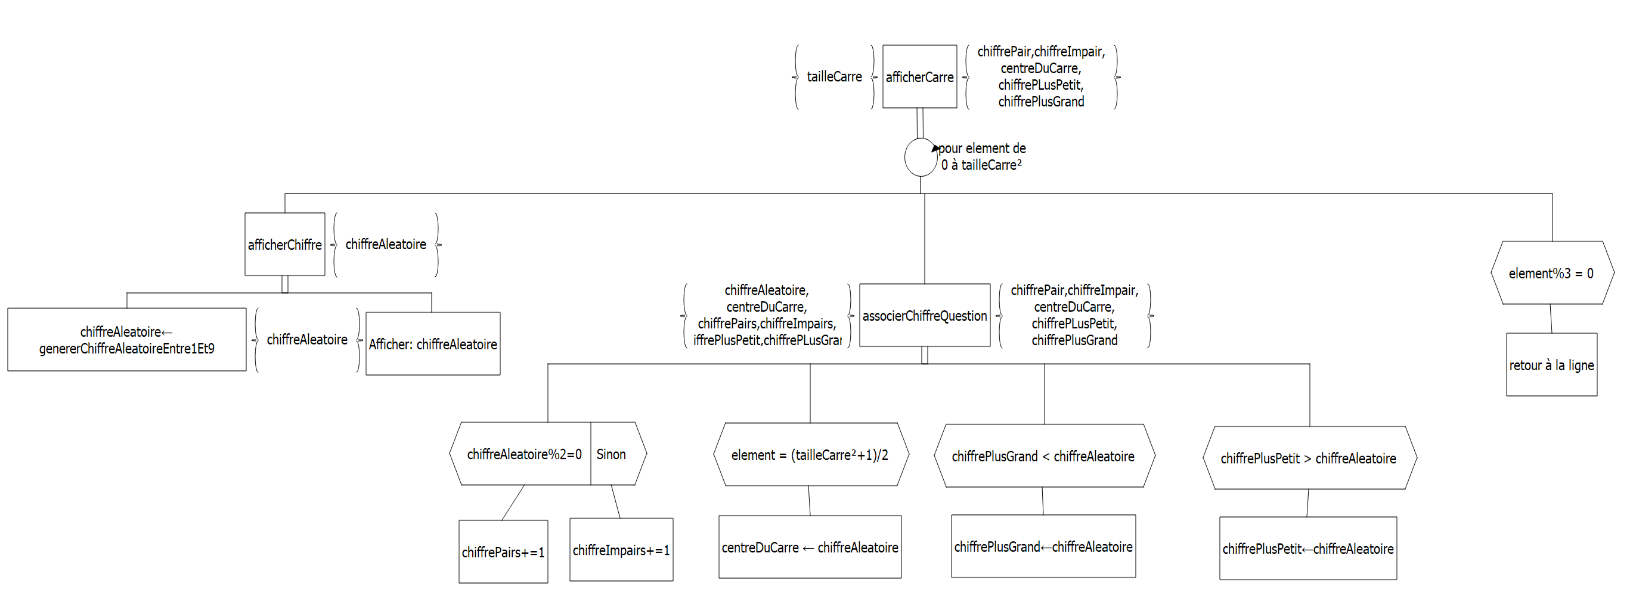 tailleCarre
afficherCarre
chiffrePair,chiffreImpair,
centreDuCarre,
chiffrePLusPetit,
chiffrePlusGrand
pour element de
0 à tailleCarre²
afficherChiffre
chiffreAleatoire
element%3 = 0
retour à la ligne
chiffreAleatoire←
genererChiffreAleatoireEntre1Et9
chiffreAleatoire
Afficher: chiffreAleatoire
chiffreAleatoire,
centreDuCarre,
chiffrePairs,chiffreImpairs,
iffrePlusPetit,chiffrePLusGrar
associerChiffreQuestion
chiffrePair,chiffreImpair,
centreDuCarre,
chiffrePLusPetit,
chiffrePlusGrand
chiffreAleatoire%2=0
Sinon
element = (tailleCarre²+1)/2
chiffrePlusGrand < chiffreAleatoire
chiffrePlusPetit > chiffreAleatoire
chiffrePairs+=1
chiffreImpairs+=1
centreDuCarre ← chiffreAleatoire
chiffrePlusGrand←chiffreAleatoire
chiffrePlusPetit←chiffreAleatoire